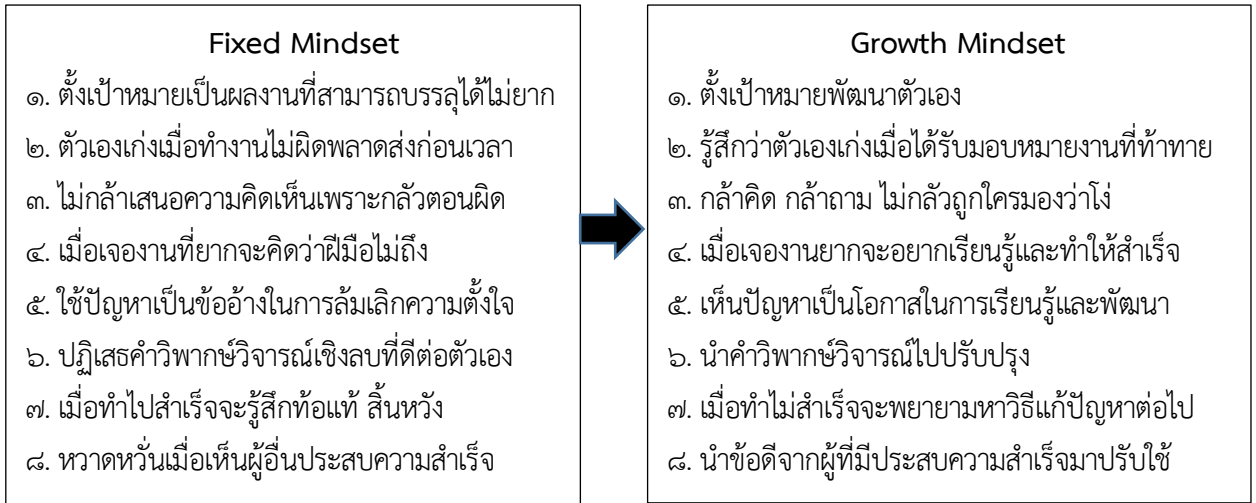 Fixed Mindset
๑. ตั้งเป้าหมายเป็นผลงานที่สามารถบรรลุได้ไม่ยาก
๒. ตัวเองเก่งเมื่อทำงานไม่ผิดพลาดส่งก่อนเวลา
๓. ไม่กล้าเสนอความคิดเห็นเพราะกลัวตอนผิด
๔. เมื่อเจองานที่ยากจะคิดว่าฝีมือไม่ถึง
๕. ใช้ปัญหาเป็นข้ออ้างในการล้มเลิกความตั้งใจ
๖. ปฏิเสธคำวิพากษ์วิจารณ์เชิงลบที่ดีต่อตัวเอง
๗. เมื่อทำไปสำเร็จจะรู้สึกท้อแท้ สิ้นหวัง
๘. หวาดหวั่นเมื่อเห็นผู้อื่นประสบความสำเร็จ
Growth Mindset
๑. ตั้งเป้าหมายพัฒนาตัวเอง
๒. รู้สึกว่าตัวเองเก่งเมื่อได้รับมอบหมายงานที่ท้าทาย
๓. กล้าคิด กล้าถาม ไม่กลัวถูกใครมองว่าโง่
๔. เมื่อเจองานยากจะอยากเรียนรู้และทำให้สำเร็จ
๕. เห็นปัญหาเป็นโอกาสในการเรียนรู้และพัฒนา
๖. นำคำวิพากษ์วิจารณ์ไปปรับปรุง
๗. เมื่อทำไม่สำเร็จจะพยายามหาวิธีแก้ปัญหาต่อไป
๘. นำข้อดีจากผู้ที่มีประสบความสำเร็จมาปรับใช้